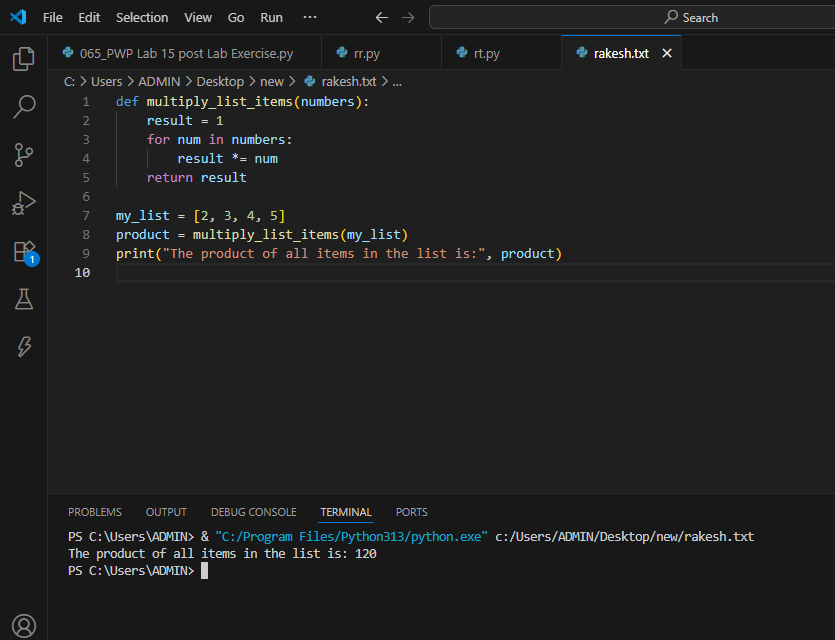 File Edit Selection View Go Run ··· ← → Search
065_PWP Lab 15 post Lab Exercise.py rr.py rt.py rakesh.txt ×
C: > Users > ADMIN > Desktop > new > rakesh.txt > ...
1 def multiply_list_items(numbers):
2     result = 1
3     for num in numbers:
4         result *= num
5     return result
6
7 my_list = [2, 3, 4, 5]
8 product = multiply_list_items(my_list)
9 print("The product of all items in the list is:", product)
10
1
PROBLEMS OUTPUT DEBUG CONSOLE TERMINAL PORTS
PS C:\Users\ADMIN> & "C:/Program Files/Python313/python.exe" c:/Users/ADMIN/Desktop/new/rakesh.txt
The product of all items in the list is: 120
PS C:\Users\ADMIN>